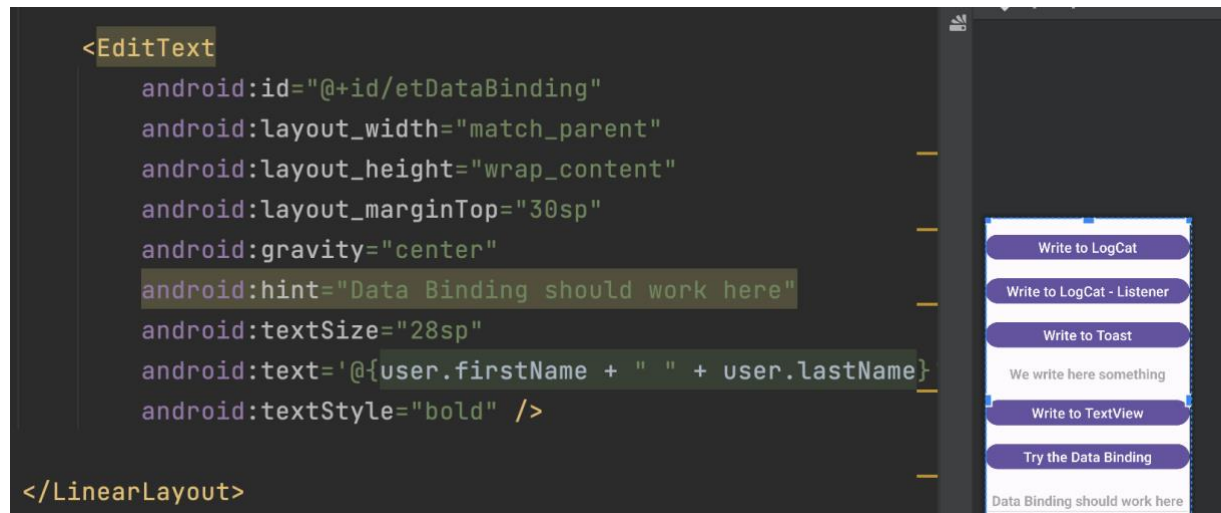 <EditText
android:id="@+id/etDataBinding"
android:layout_width="match_parent"
android:layout_height="wrap_content"
android:layout_marginTop="30sp"
android:gravity="center"
android:hint="Data Binding should work here"
android:textSize="28sp"
android:text='@{user.firstName + " " + user.lastName}
android:textStyle="bold" />
</LinearLayout>
Write to LogCat
Write to LogCat - Listener
Write to Toast
We write here something
Write to TextView
Try the Data Binding
Data Binding should work here